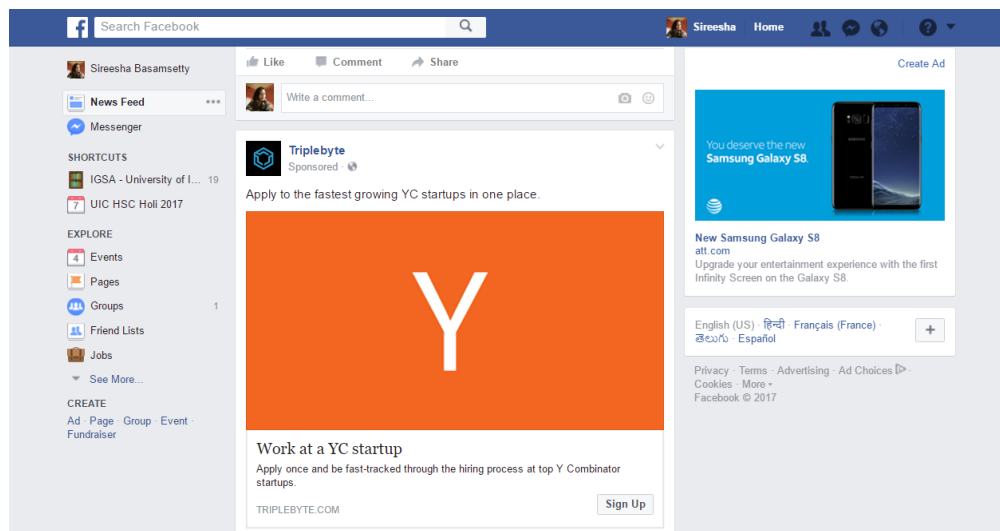 Search Facebook
Sireesha
Home
Sireesha Basamsetty
News Feed
Messenger
SHORTCUTS
IGSA - University of I... 19
7 UIC HSC Holi 2017
EXPLORE
4 Events
Pages
Groups 1
Friend Lists
Jobs
See More...
CREATE
Ad · Page · Group · Event ·
Fundraiser
Like Comment Share
Write a comment...
Triplebyte
Sponsored ·
Apply to the fastest growing YC startups in one place.
Y
Work at a YC startup
Apply once and be fast-tracked through the hiring process at top Y Combinator
startups.
TRIPLEBYTE.COM
Sign Up
Create Ad
You deserve the new
Samsung Galaxy S8.
AT&T
New Samsung Galaxy S8
att.com
Upgrade your entertainment experience with the first
Infinity Screen on the Galaxy S8.
English (US) · हिन्दी · Français (France) ·
తెలుగు · Español
Privacy · Terms · Advertising · Ad Choices ·
Cookies · More
Facebook © 2017